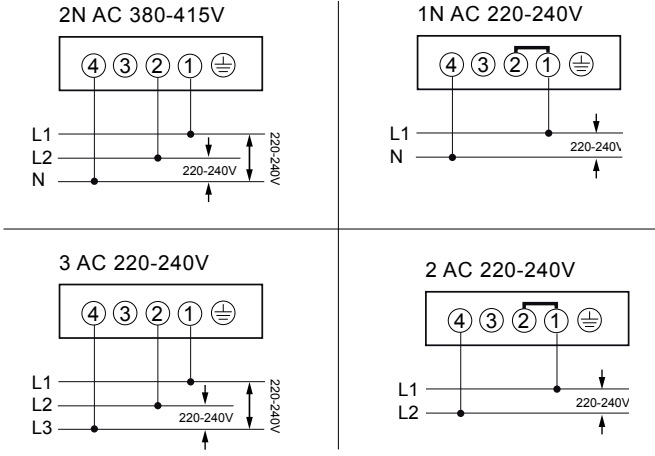 2N AC 380-415V
4 3 2 1
L1
L2
N
220-240V
220-240V
1N AC 220-240V
4 3 2 1
L1
N
220-240V
3 AC 220-240V
4 3 2 1
L1
L2
L3
220-240V
220-240V
2 AC 220-240V
4 3 2 1
L1
L2
220-240V